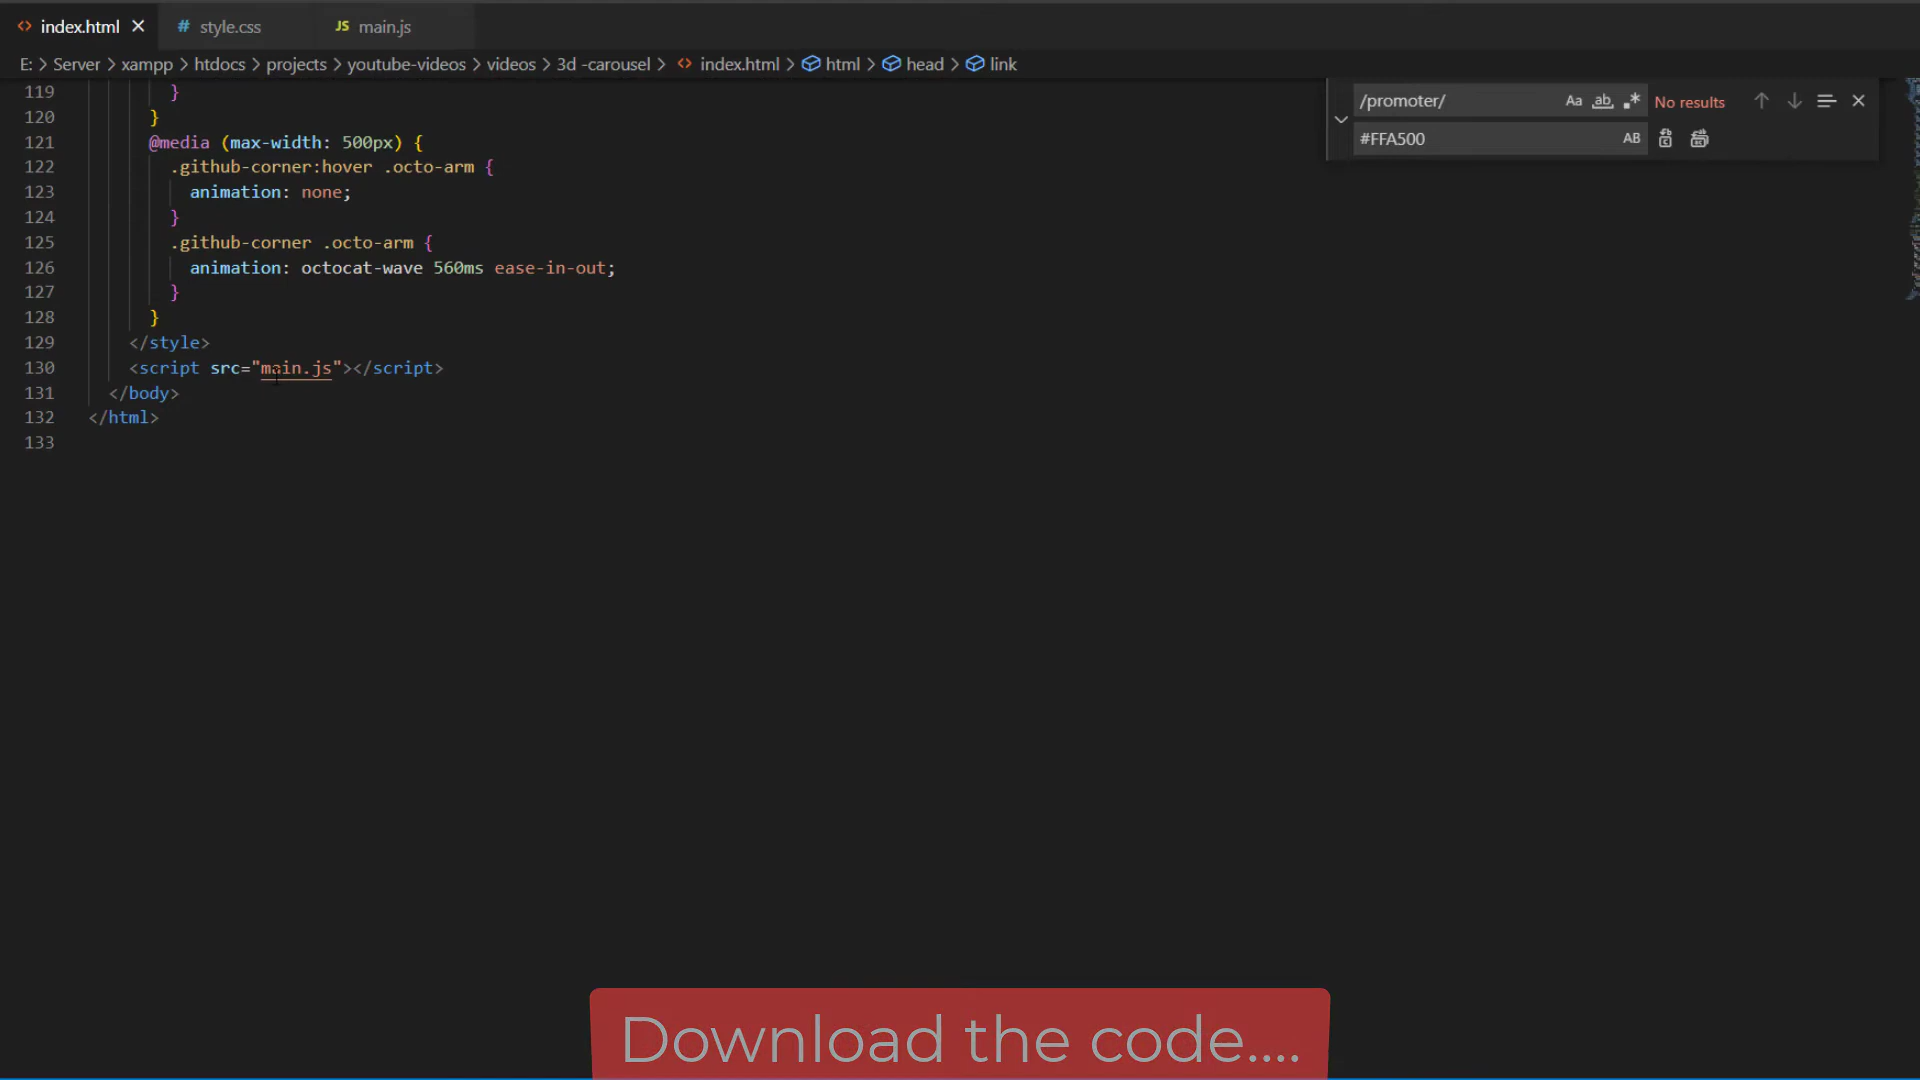 index.html
style.css
JS main.js
E: > Server > xampp > htdocs > projects > youtube-videos > videos > 3d -carousel > index.html > html > head > link
/promoter/ Aa ab No results
#FFA500 AB
119 }
120 }
121 @media (max-width: 500px) {
122 .github-corner:hover .octo-arm {
123 animation: none;
124 }
125 .github-corner .octo-arm {
126 animation: octocat-wave 560ms ease-in-out;
127 }
128 }
129 </style>
130 <script src="main.js"></script>
131 </body>
132 </html>
133
Download the code....